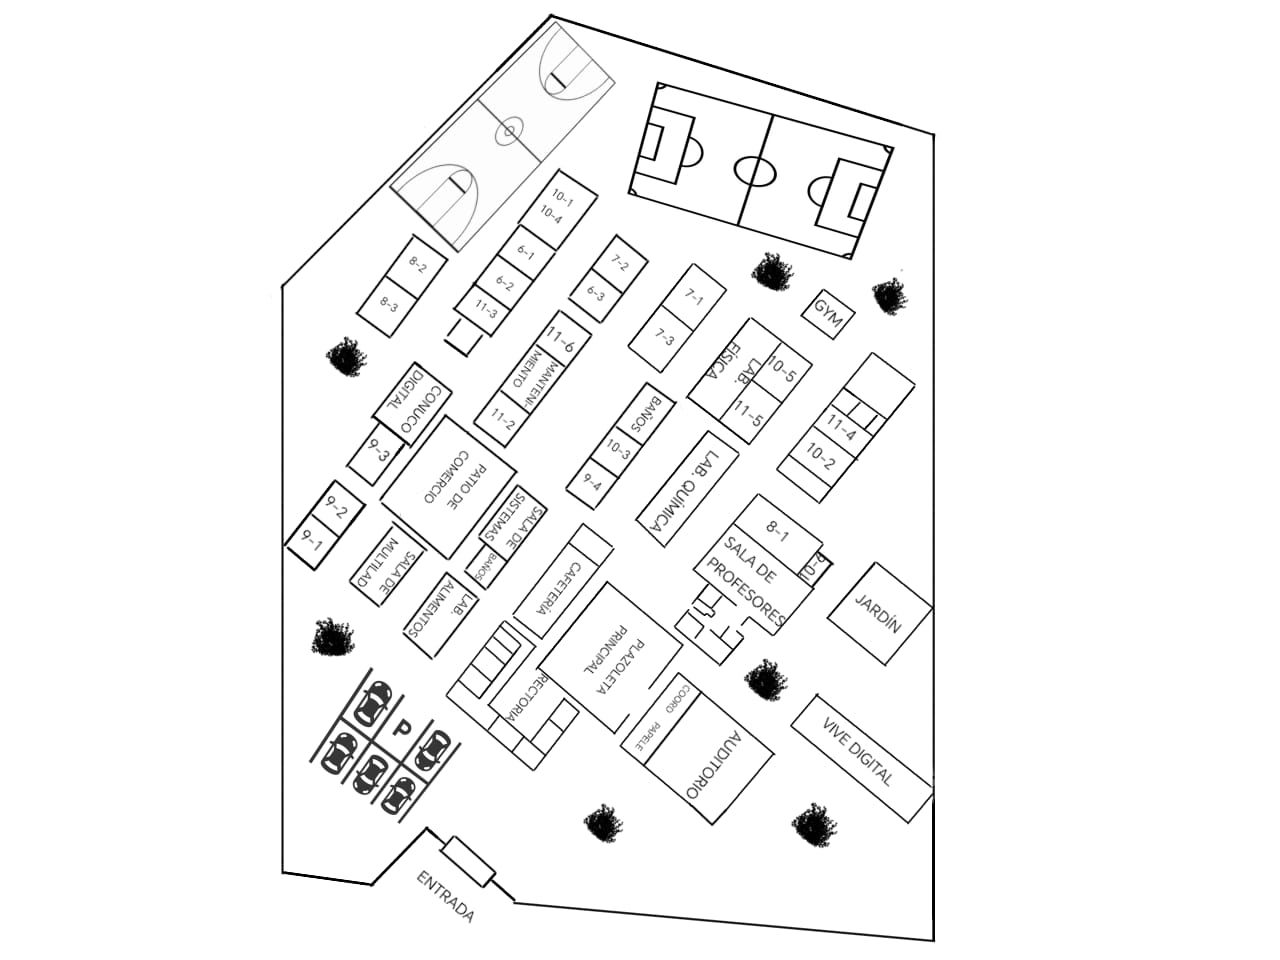 10-1
10-4
6-1
6-2
11-3
8-2
8-3
7-2
6-3
7-1
7-3
GYM
11-6
MANTENI-
MIENTO
11-2
LAB.
FÍSICA
10-5
11-5
11-4
10-2
CONUCO
DIGITAL
9-3
BAÑOS
10-3
9-4
LAB. QUÍMICA
PATIO DE
COMERCIO
9-2
9-1
SALA DE
SISTEMAS
BAÑOS
SALA DE
MULTILAD
LAB.
ALIMENTOS
CAFETERÍA
8-1
SALA DE
PROFESORES
JARDÍN
PLAZOLETA
PRINCIPAL
RECTORIA
COORD
PAPELE
AUDITORIO
VIVE DIGITAL
P
ENTRADA